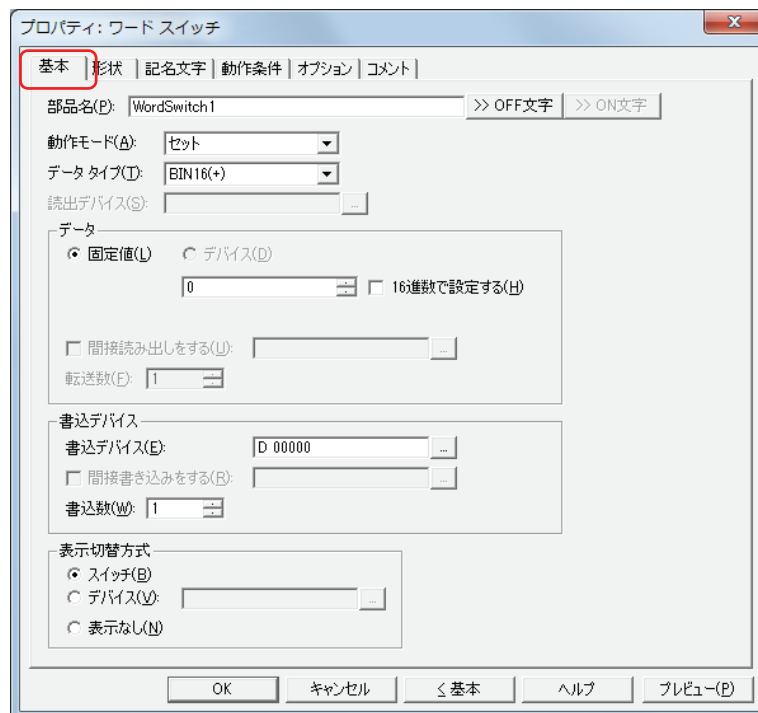 プロパティ: ワード スイッチ
基本 形状 記名文字 動作条件 オプション コメント
部品名(P): WordSwitch1 >> OFF文字 >> ON文字
動作モード(A): セット
データ タイプ(T): BIN16(+)
読出デバイス(S): ...
データ
固定値(L) デバイス(D)
0 16進数で設定する(H)
間接読み出しをする(U): ...
転送数(F): 1
書込デバイス
書込デバイス(E): D 00000 ...
間接書き込みをする(R): ...
書込数(W): 1
表示切替方式
スイッチ(B)
デバイス(V): ...
表示なし(N)
OK キャンセル < 基本 ヘルプ プレビュー(P)